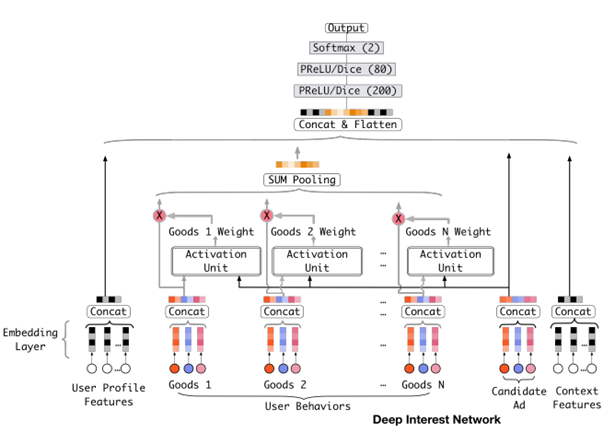 Output
Softmax (2)
PReLU/Dice (80)
PReLU/Dice (200)
Concat & Flatten
SUM Pooling
X X X
Goods 1 Weight Goods 2 Weight Goods N Weight
Activation Unit Activation Unit ... Activation Unit
...
Concat Concat Concat ... Concat Concat Concat
...
Embedding Layer
... ...
User Profile Features
Goods 1 Goods 2 ... Goods N
Candidate Ad
Context Features
User Behaviors
Deep Interest Network